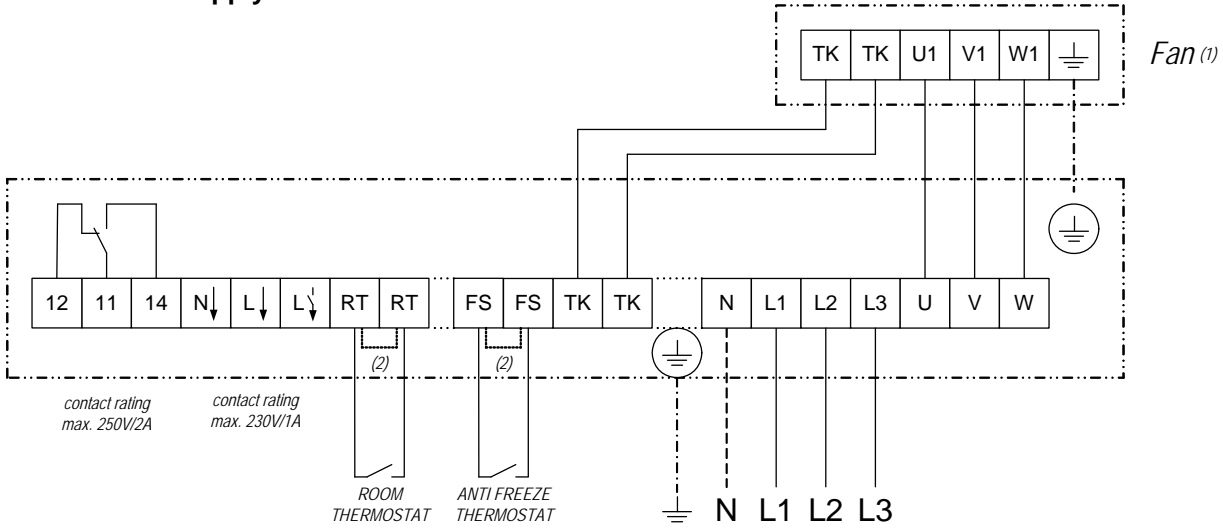 TK TK U1 V1 W1
Fan (1)
12 11 14 N L L RT RT FS FS TK TK N L1 L2 L3 U V W
(2) (2)
contact rating
max. 250V/2A
contact rating
max. 230V/1A
ROOM
THERMOSTAT
ANTI FREEZE
THERMOSTAT
N L1 L2 L3